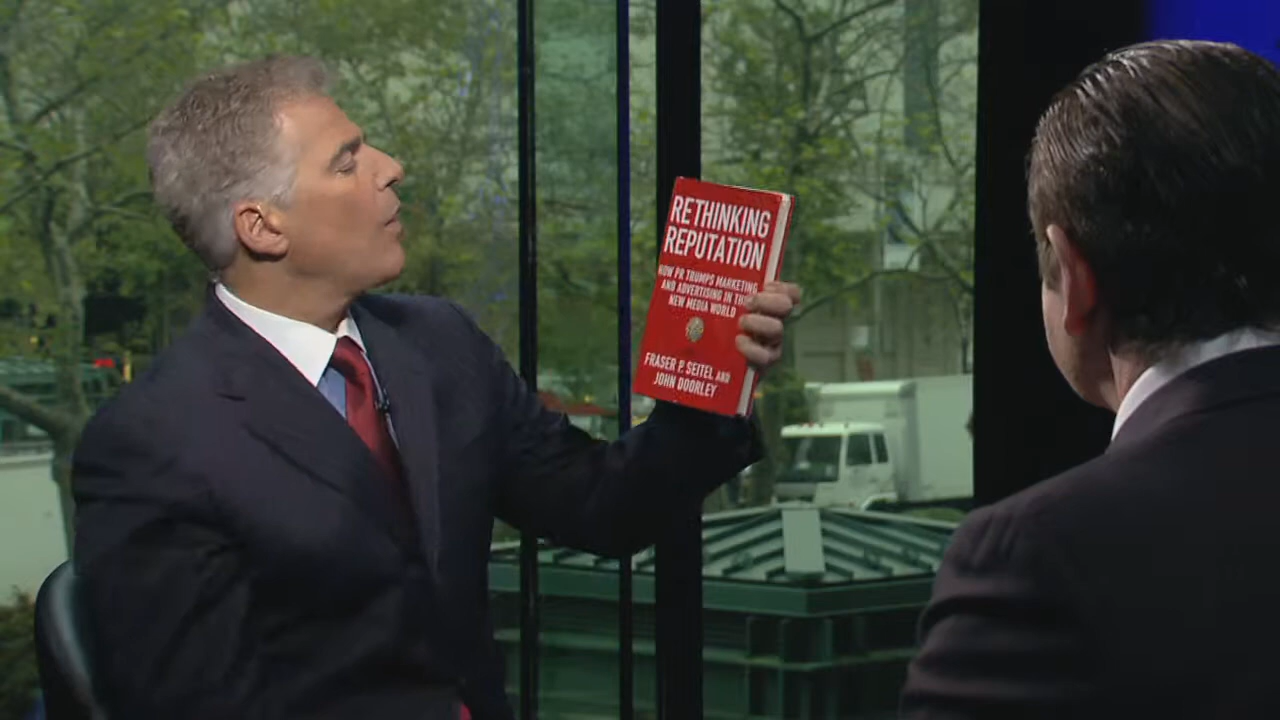 RETHINKING
REPUTATION
HOW PR TRUMPS MARKETING
AND ADVERTISING IN THE
NEW MEDIA WORLD
FRASER P. SEITEL AND
JOHN DOORLEY